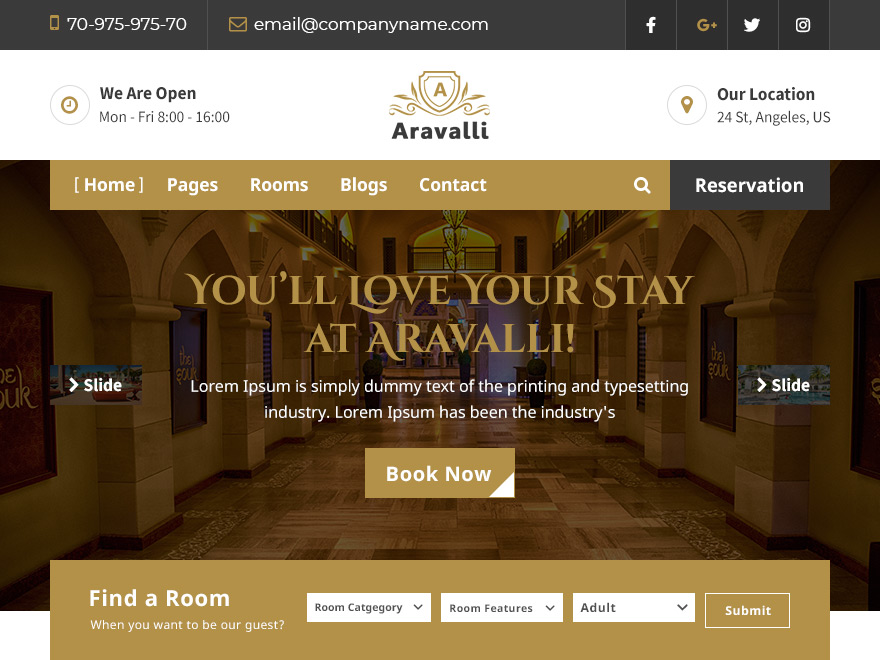 70-975-975-70
email@companyname.com
We Are Open
Mon - Fri 8:00 - 16:00
A
Aravalli
Our Location
24 St, Angeles, US
[ Home ]
Pages
Rooms
Blogs
Contact
Reservation
You'll Love Your Stay
at Aravalli!
the
souk
Slide
Slide
Lorem Ipsum is simply dummy text of the printing and typesetting
industry. Lorem Ipsum has been the industry's
Book Now
Find a Room
When you want to be our guest?
Room Catgegory
Room Features
Adult
Submit